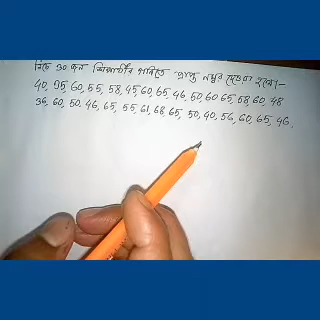 নিচে ৩০ জন শিক্ষার্থীর গণিতে প্রাপ্ত নম্বর দেওয়া হলো।-
40, 35, 60, 55, 58, 45, 60, 65, 46, 50, 60, 65, 58, 60, 48
36, 60, 50, 46, 65, 55, 61, 68, 65, 50, 40, 56, 60, 65, 46.